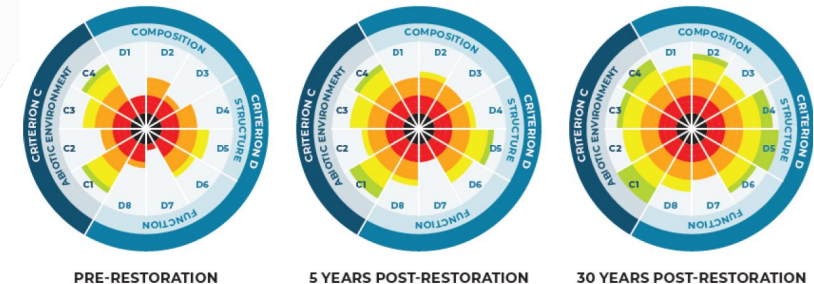 CRITERION C
ABIOTIC ENVIRONMENT
COMPOSITION
STRUCTURE
CRITERION D
FUNCTION
D1
D2
D3
D4
D5
D6
D7
D8
C1
C2
C3
C4
PRE-RESTORATION
CRITERION C
ABIOTIC ENVIRONMENT
COMPOSITION
STRUCTURE
CRITERION D
FUNCTION
D1
D2
D3
D4
D5
D6
D7
D8
C1
C2
C3
C4
5 YEARS POST-RESTORATION
CRITERION C
ABIOTIC ENVIRONMENT
COMPOSITION
STRUCTURE
CRITERION D
FUNCTION
D1
D2
D3
D4
D5
D6
D7
D8
C1
C2
C3
C4
30 YEARS POST-RESTORATION